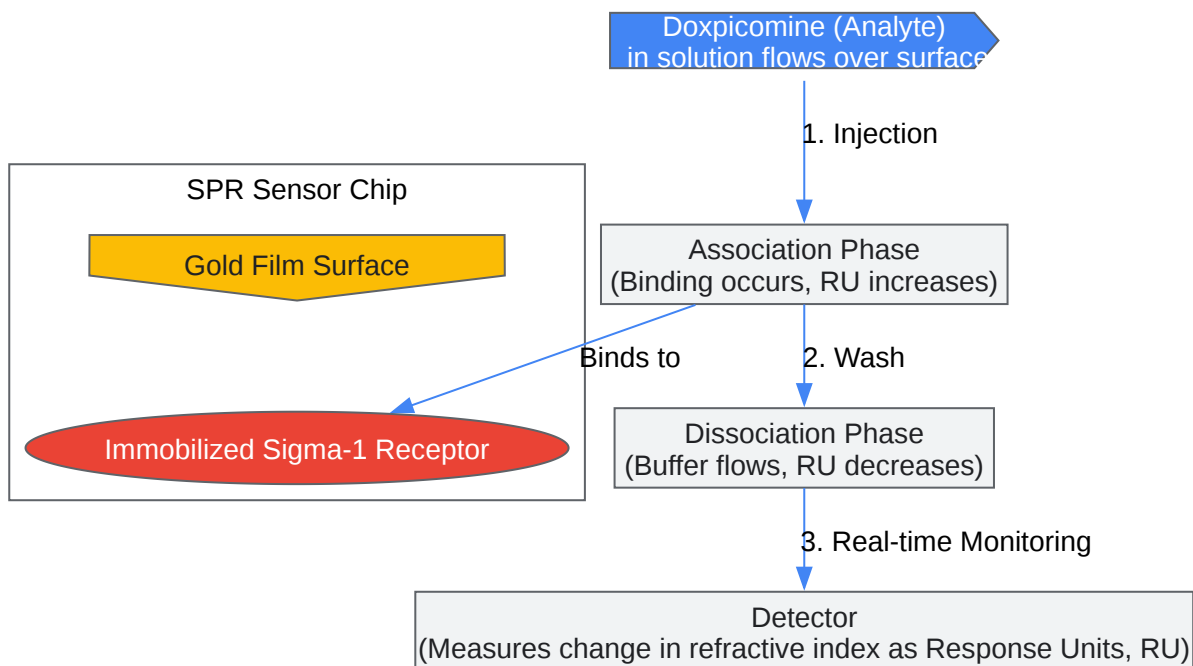 Doxpicomine (Analyte)
in solution flows over surface
1. Injection
SPR Sensor Chip
Gold Film Surface
Association Phase
(Binding occurs, RU increases)
Binds to
2. Wash
Immobilized Sigma-1 Receptor
Dissociation Phase
(Buffer flows, RU decreases)
3. Real-time Monitoring
Detector
(Measures change in refractive index as Response Units, RU)